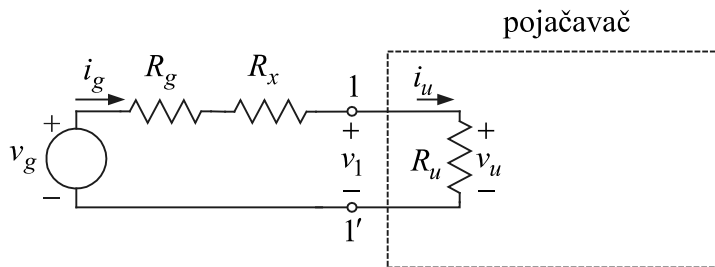 pojačavač
i_g R_g R_x 1 i_u
+ + +
v_g v_1 R_u v_u
− − −
1′